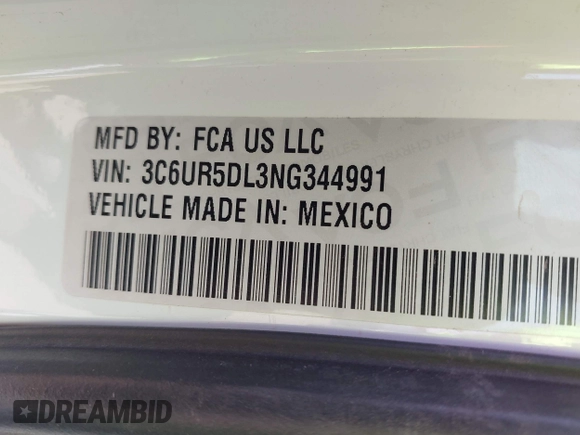 MFD BY: FCA US LLC
VIN: 3C6UR5DL3NG344991
VEHICLE MADE IN: MEXICO
DREAMBID